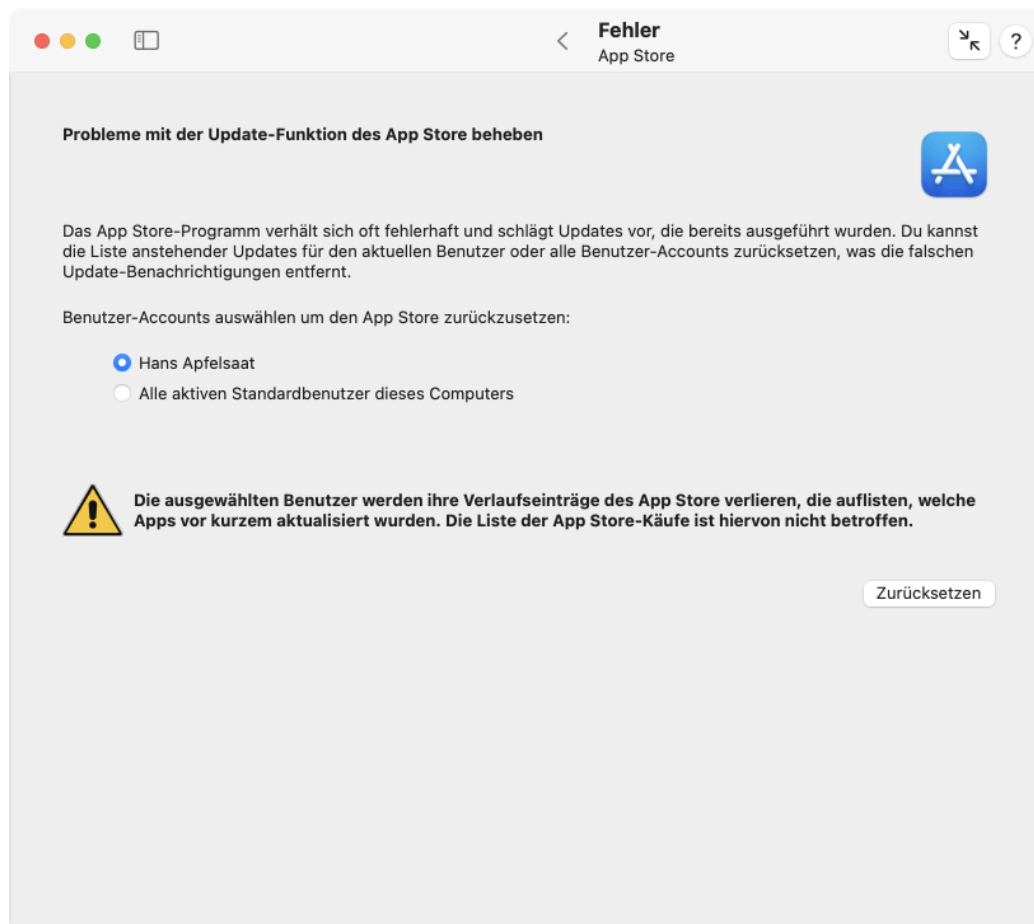 Fehler
App Store
?
Probleme mit der Update-Funktion des App Store beheben
Das App Store-Programm verhält sich oft fehlerhaft und schlägt Updates vor, die bereits ausgeführt wurden. Du kannst
die Liste anstehender Updates für den aktuellen Benutzer oder alle Benutzer-Accounts zurücksetzen, was die falschen
Update-Benachrichtigungen entfernt.
Benutzer-Accounts auswählen um den App Store zurückzusetzen:
Hans Apfelsaat
Alle aktiven Standardbenutzer dieses Computers
Die ausgewählten Benutzer werden ihre Verlaufseinträge des App Store verlieren, die auflisten, welche
Apps vor kurzem aktualisiert wurden. Die Liste der App Store-Käufe ist hiervon nicht betroffen.
Zurücksetzen